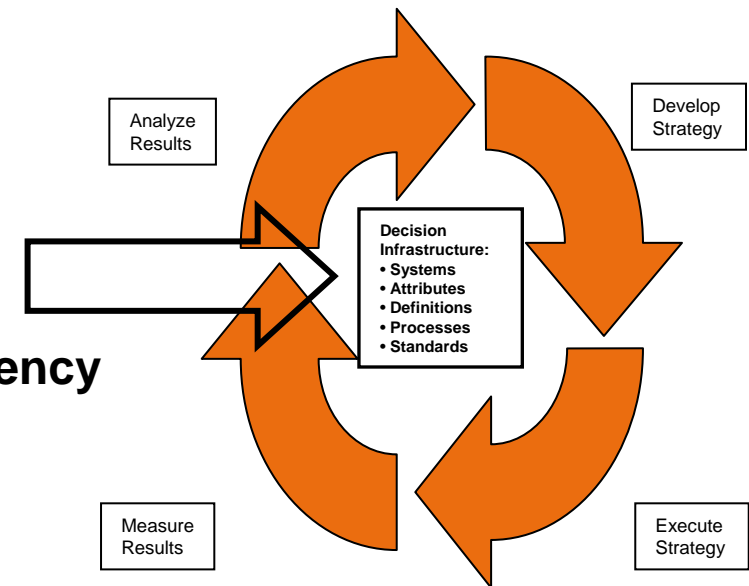 Analyze
Results
Develop
Strategy
Decision
Infrastructure:
• Systems
• Attributes
• Definitions
• Processes
• Standards
ency
Measure
Results
Execute
Strategy